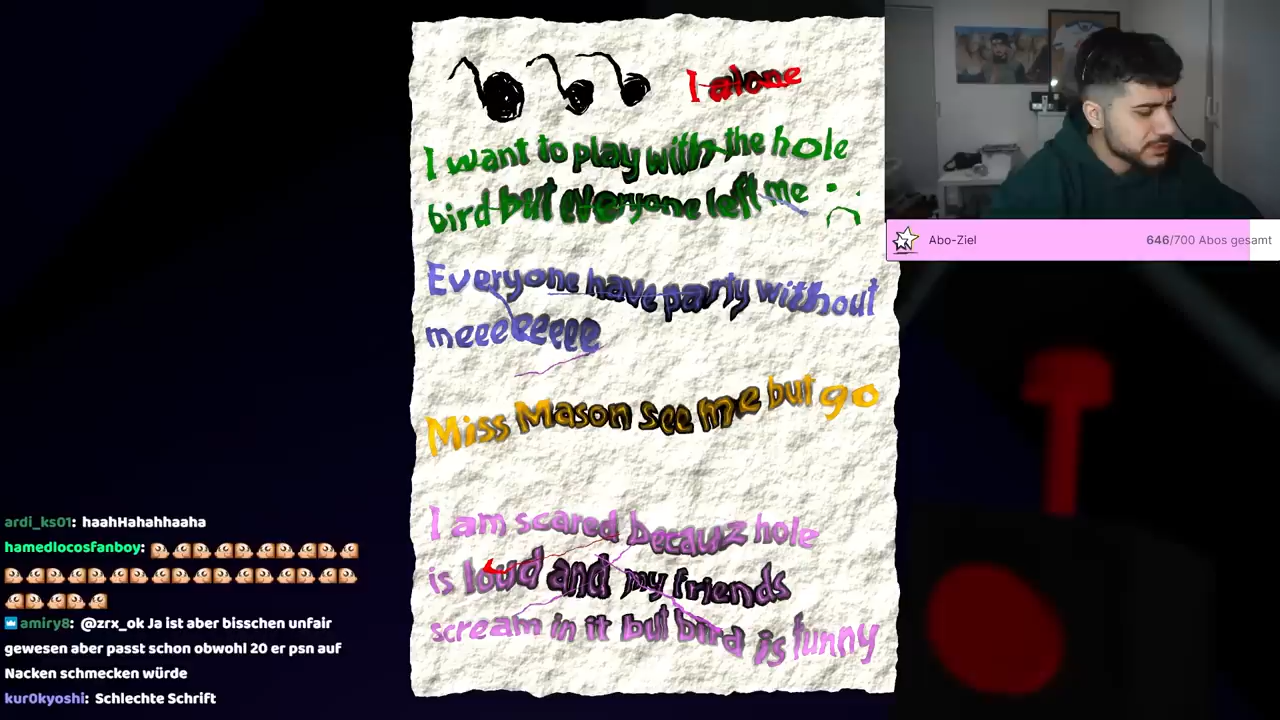 I alone
I want to play with the hole
bird but everyone left me
Everyone have party without
meeeeeeee
Miss Mason see me but go
I am scared becauz hole
is loud and my friends
scream in it but bird is funny
Abo-Ziel
646/700 Abos gesamt
ardi_ks01: haahHahahhaaha
hamedlocosfanboy:
amiry8: @zrx_ok Ja ist aber bisschen unfair
gewesen aber passt schon obwohl 20 er psn auf
Nacken schmecken würde
kur0kyoshi: Schlechte Schrift